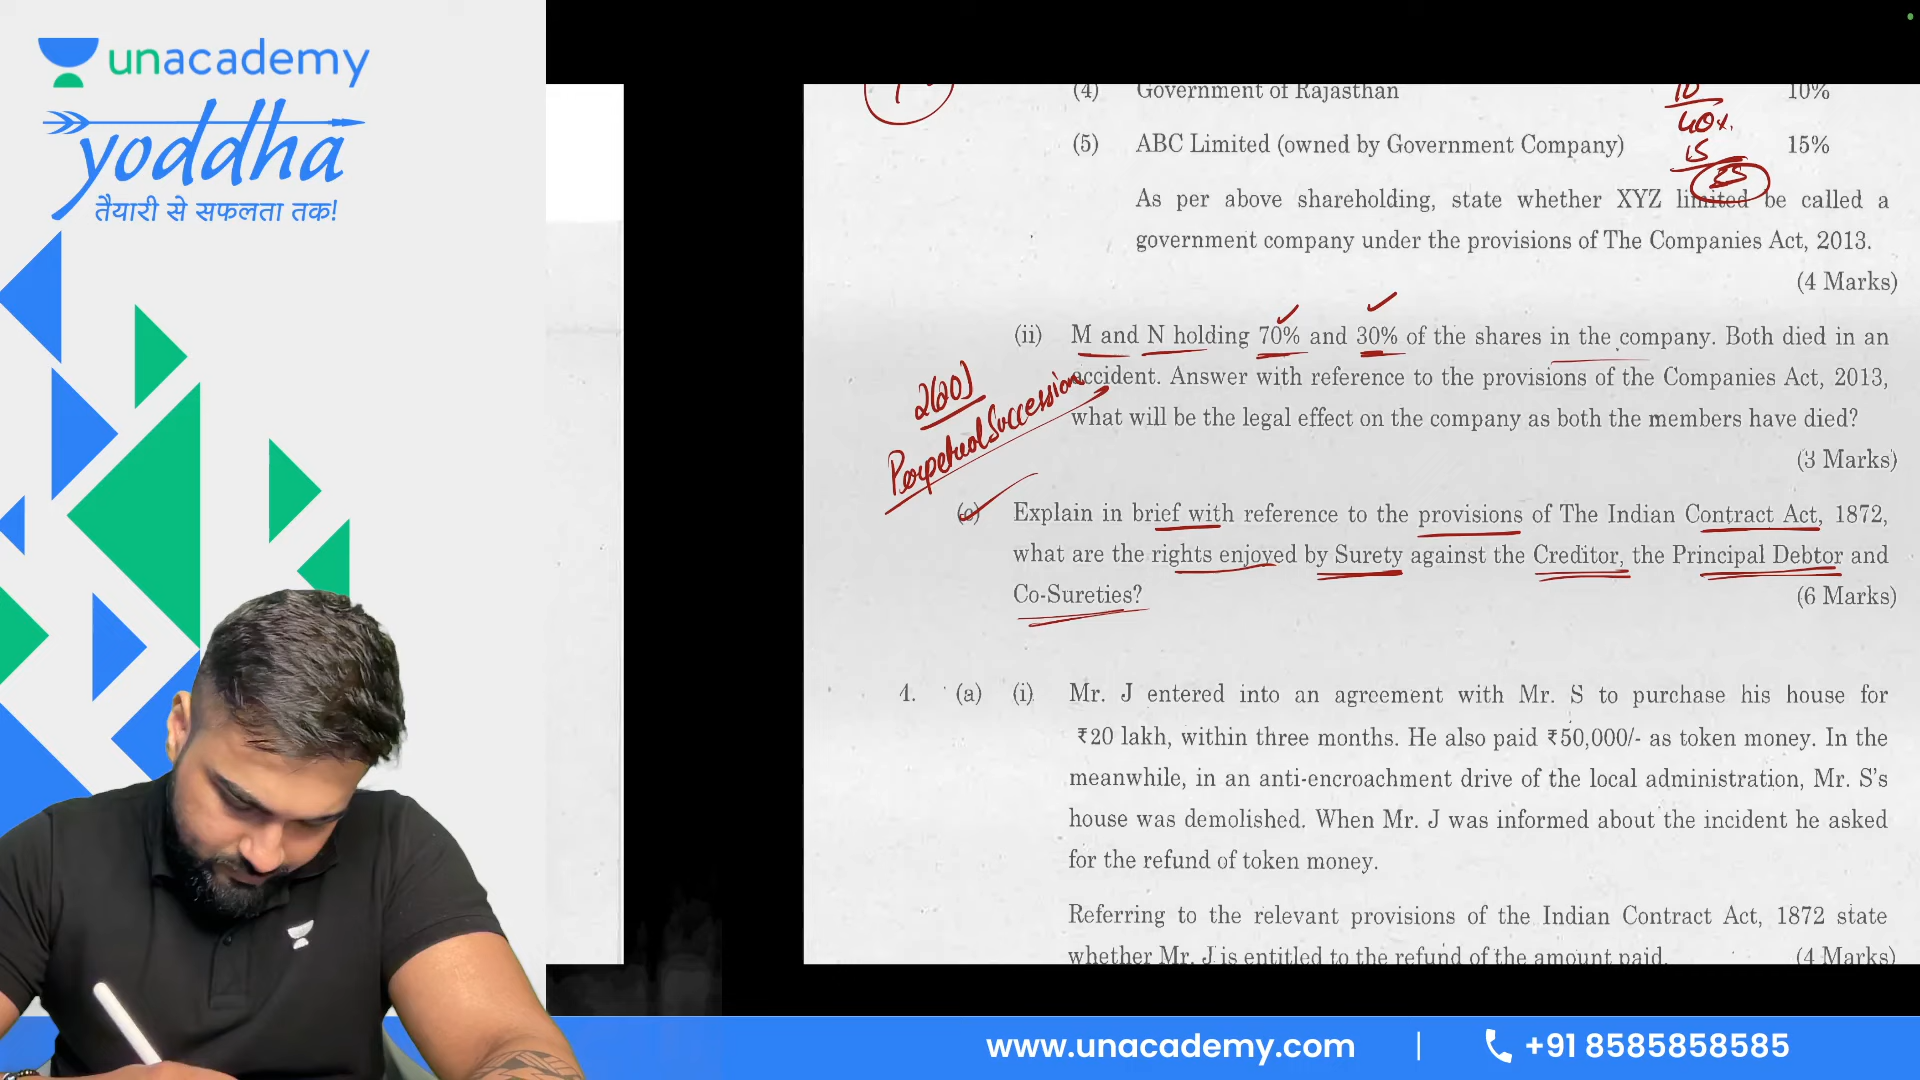 unacademy
yoddha
तैयारी से सफलता तक!
(4) Government of Rajasthan 10%
10
40%.
(5) ABC Limited (owned by Government Company) 15%
15
As per above shareholding, state whether XYZ limited be called a
government company under the provisions of The Companies Act, 2013.
(4 Marks)
(ii) M and N holding 70% and 30% of the shares in the company. Both died in an
accident. Answer with reference to the provisions of the Companies Act, 2013,
what will be the legal effect on the company as both the members have died?
(3 Marks)
2(20)
Perpetual Succession
(c) Explain in brief with reference to the provisions of The Indian Contract Act, 1872,
what are the rights enjoyed by Surety against the Creditor, the Principal Debtor and
Co-Sureties? (6 Marks)
4. (a) (i) Mr. J entered into an agreement with Mr. S to purchase his house for
₹20 lakh, within three months. He also paid ₹50,000/- as token money. In the
meanwhile, in an anti-encroachment drive of the local administration, Mr. S's
house was demolished. When Mr. J was informed about the incident he asked
for the refund of token money.
Referring to the relevant provisions of the Indian Contract Act, 1872 state
whether Mr. J is entitled to the refund of the amount paid. (4 Marks)
www.unacademy.com | +91 8585858585